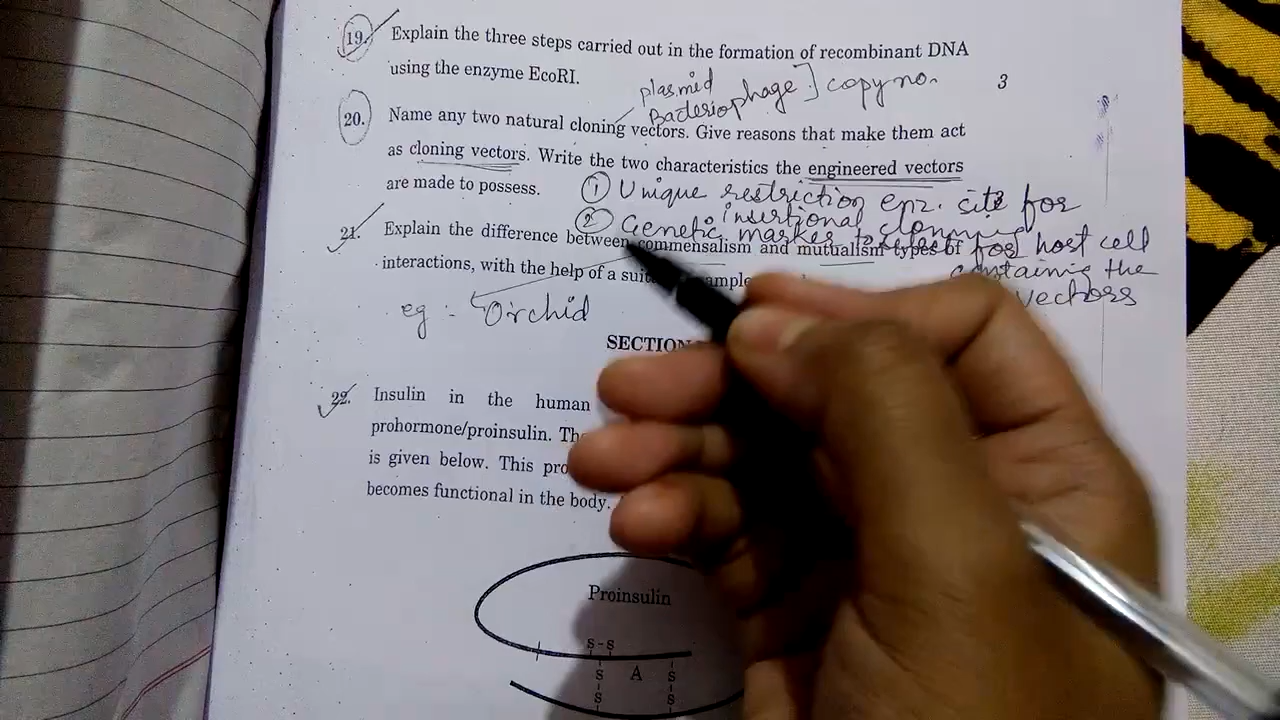 19. Explain the three steps carried out in the formation of recombinant DNA
using the enzyme EcoRI.
3
plasmid
Bacteriophage ] copy no.
20. Name any two natural cloning vectors. Give reasons that make them act
as cloning vectors. Write the two characteristics the engineered vectors
are made to possess.
① Unique restriction enz. site for
insertional cloning
② Genetic marker to select for host cell
containing the
vectors
21. Explain the difference between commensalism and mutualism types of
interactions, with the help of a
eg :- Orchid
SECTION
22. Insulin in the human
prohormone/proinsulin.
is given below. This
becomes functional in the body.
Proinsulin
S - S
S A S
S S